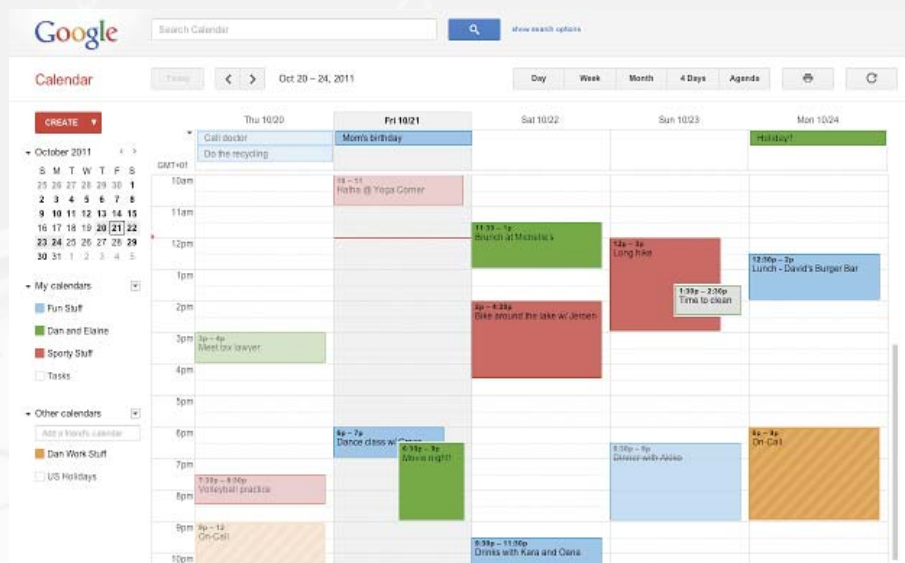 Google
Search Calendar
show search options
Calendar
Today
Oct 20 – 24, 2011
Day
Week
Month
4 Days
Agenda
CREATE
October 2011
S M T W T F S
25 26 27 28 29 30 1
2 3 4 5 6 7 8
9 10 11 12 13 14 15
16 17 18 19 20 21 22
23 24 25 26 27 28 29
30 31 1 2 3 4 5
My calendars
Fun Stuff
Dan and Elaine
Sporty Stuff
Tasks
Other calendars
Add a friend's calendar
Dan Work Stuff
US Holidays
Thu 10/20
Fri 10/21
Sat 10/22
Sun 10/23
Mon 10/24
Call doctor
Mom's birthday
Holiday!!
Do the recycling
GMT+01
10am
11am
12pm
1pm
2pm
3pm
4pm
5pm
6pm
7pm
8pm
9pm
10pm
3p – 4p
Meet tax lawyer
7:30p – 8:30p
Volleyball practice
9p – 12
On-Call
10 – 11
Hatha @ Yoga Corner
6p – 7p
Dance class w/
6:30p – 9p
Movie night!
11:30 – 1p
Brunch at Michelle's
2p – 4:30p
Bike around the lake w/ Jeroen
9:30p – 11:30p
Drinks with Kara and Dana
12p – 3p
Long hike
1:30p – 2:30p
Time to clean
6:30p – 9p
Dinner with Akiko
12:30p – 2p
Lunch - David's Burger Bar
6p – 9p
On-Call